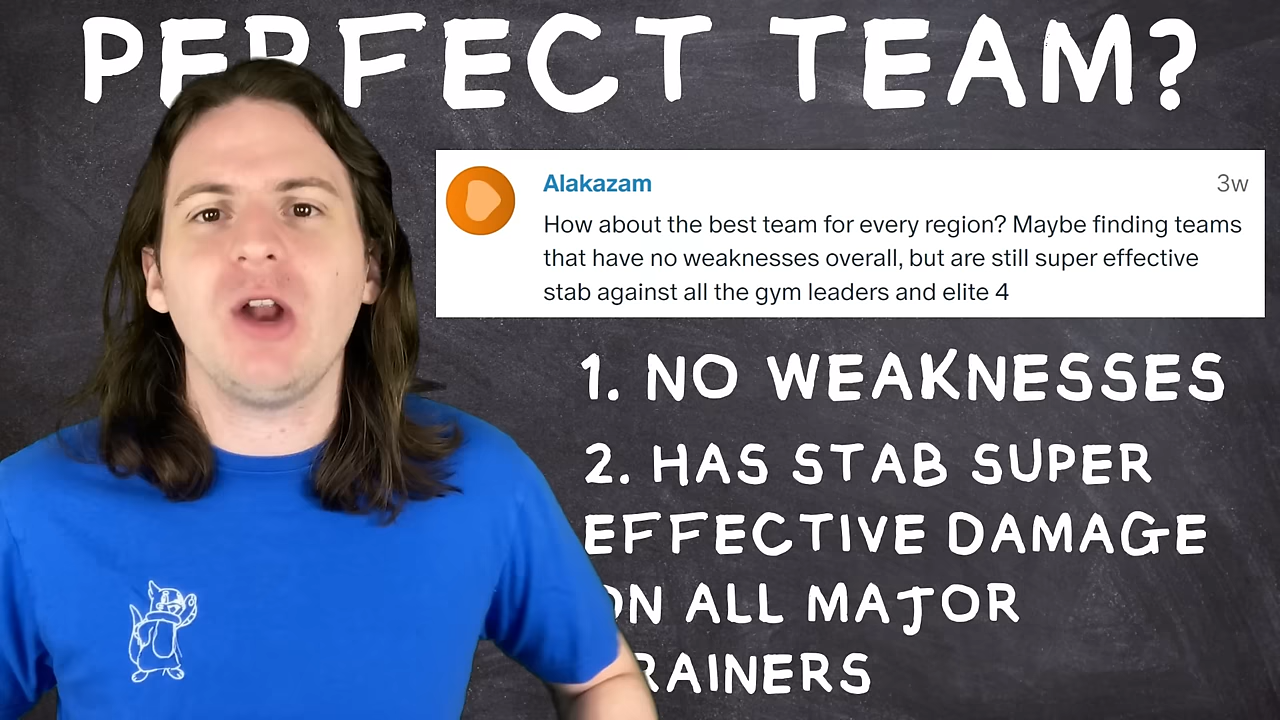 PERFECT TEAM?
Alakazam 3w
How about the best team for every region? Maybe finding teams
that have no weaknesses overall, but are still super effective
stab against all the gym leaders and elite 4
1. NO WEAKNESSES
2. HAS STAB SUPER
EFFECTIVE DAMAGE
ON ALL MAJOR
TRAINERS